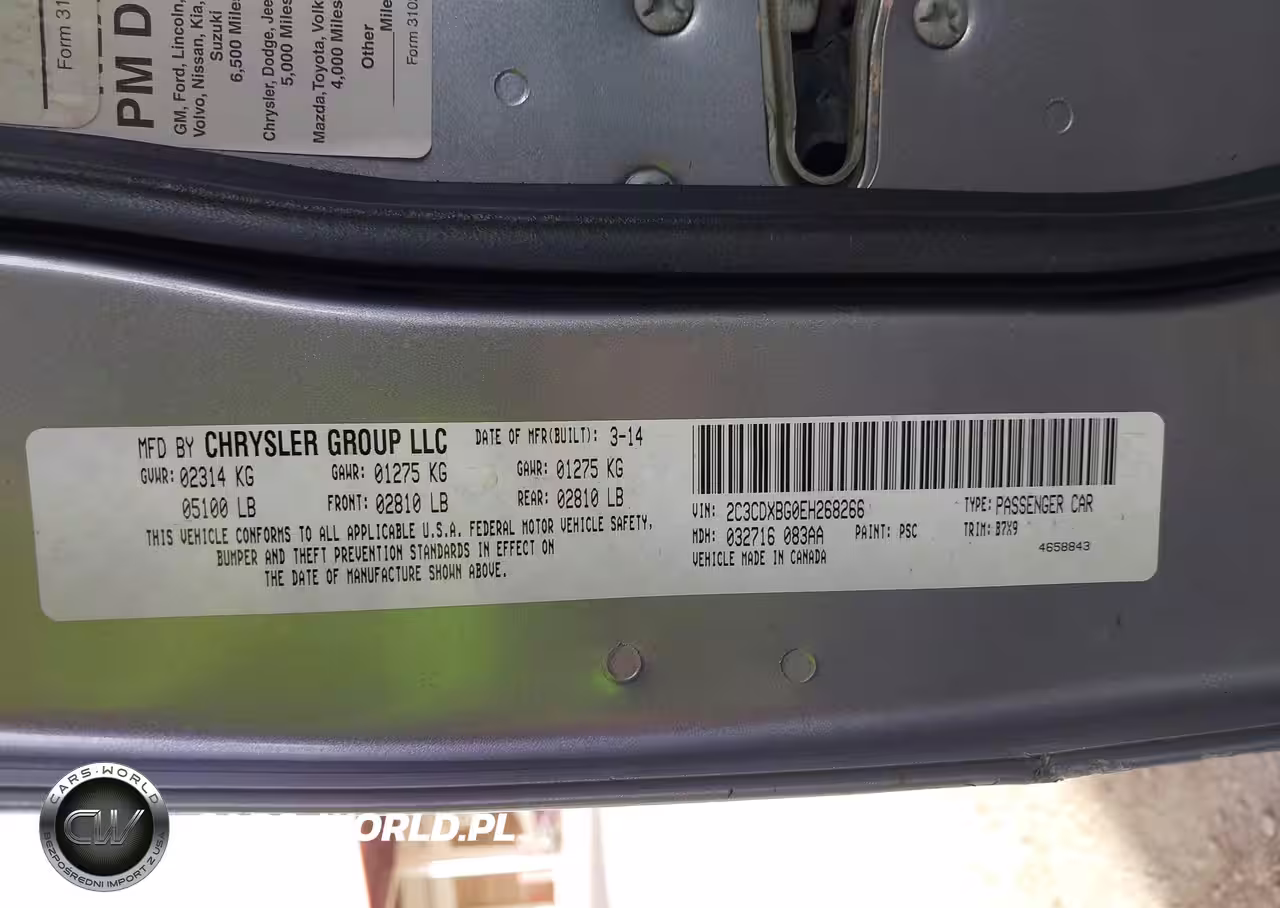 Form 31
PM D
GM, Ford, Lincoln,
Volvo, Nissan, Kia,
Suzuki
6,500 Miles
Chrysler, Dodge, Jee
5,000 Miles
Mazda, Toyota, Volk
4,000 Miles
Other
Mile
Form 310
MFD BY CHRYSLER GROUP LLC DATE OF MFR(BUILT): 3-14
GVWR: 02314 KG GAWR: 01275 KG GAWR: 01275 KG
05100 LB FRONT: 02810 LB REAR: 02810 LB
THIS VEHICLE CONFORMS TO ALL APPLICABLE U.S.A. FEDERAL MOTOR VEHICLE SAFETY,
BUMPER AND THEFT PREVENTION STANDARDS IN EFFECT ON
THE DATE OF MANUFACTURE SHOWN ABOVE.
VIN: 2C3CDXBG0EH268266 TYPE: PASSENGER CAR
MDH: 032716 083AA PAINT: PSC TRIM: B7X9
VEHICLE MADE IN CANADA 4658843
CARS-WORLD
CW
BEZPOŚREDNI IMPORT Z USA
WORLD.PL